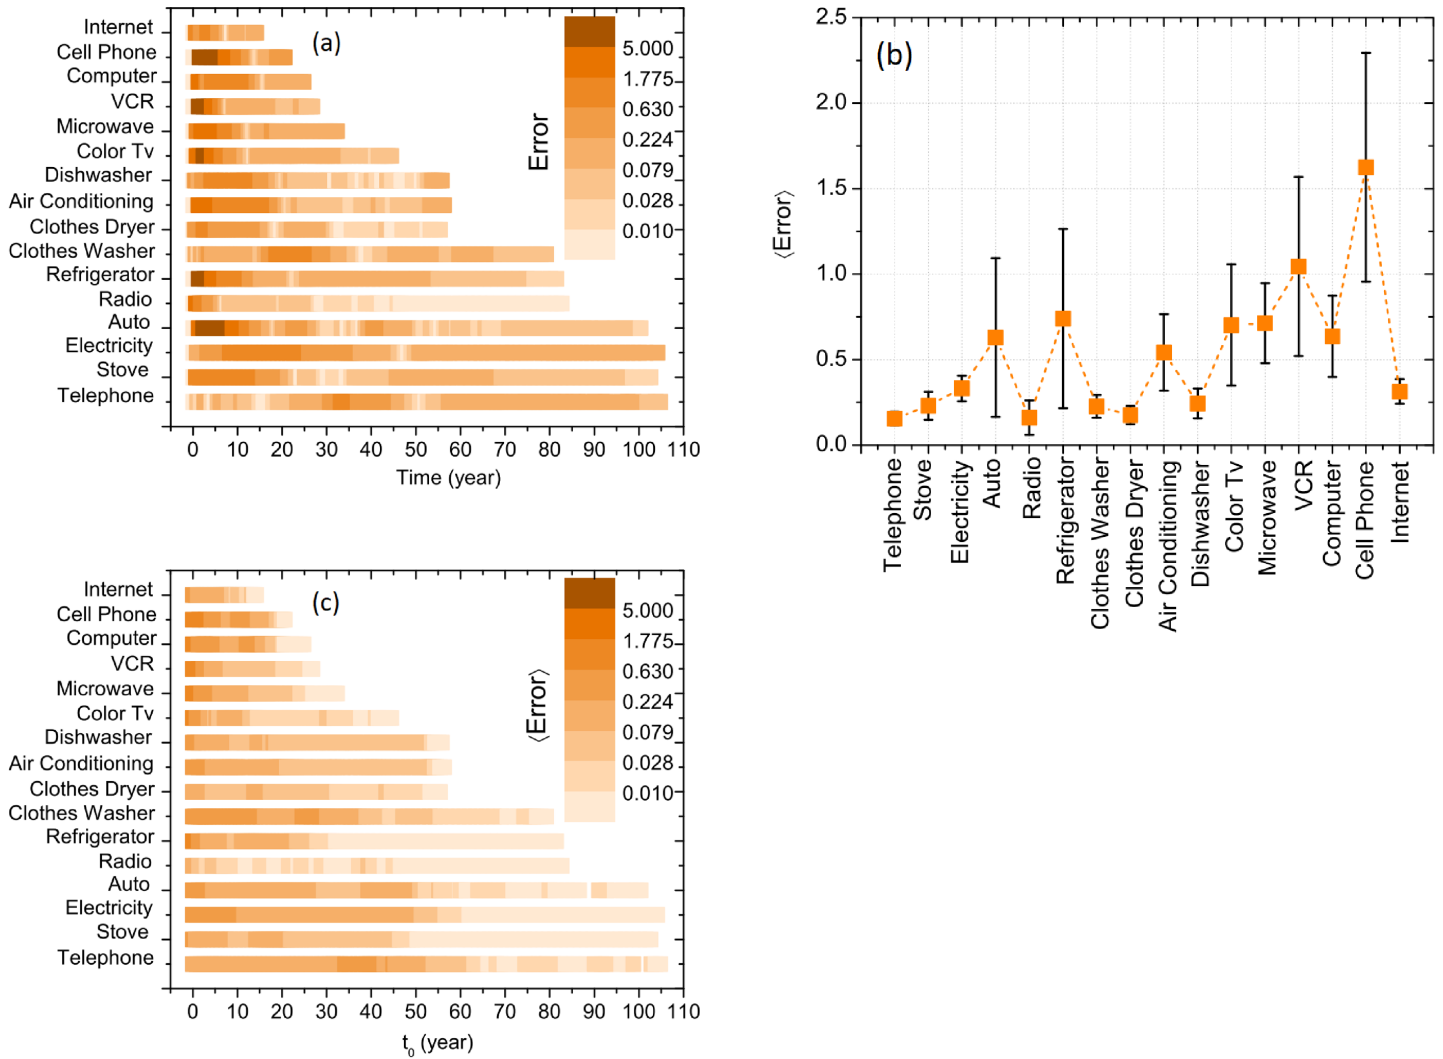 (a)
Internet
Cell Phone
Computer
VCR
Microwave
Color Tv
Dishwasher
Air Conditioning
Clothes Dryer
Clothes Washer
Refrigerator
Radio
Auto
Electricity
Stove
Telephone
0 10 20 30 40 50 60 70 80 90 100 110
Time (year)
Error
5.000
1.775
0.630
0.224
0.079
0.028
0.010
(b)
2.5
2.0
1.5
1.0
0.5
0.0
⟨Error⟩
Telephone
Stove
Electricity
Auto
Radio
Refrigerator
Clothes Washer
Clothes Dryer
Air Conditioning
Dishwasher
Color Tv
Microwave
VCR
Computer
Cell Phone
Internet
(c)
Internet
Cell Phone
Computer
VCR
Microwave
Color Tv
Dishwasher
Air Conditioning
Clothes Dryer
Clothes Washer
Refrigerator
Radio
Auto
Electricity
Stove
Telephone
0 10 20 30 40 50 60 70 80 90 100 110
t₀ (year)
⟨Error⟩
5.000
1.775
0.630
0.224
0.079
0.028
0.010